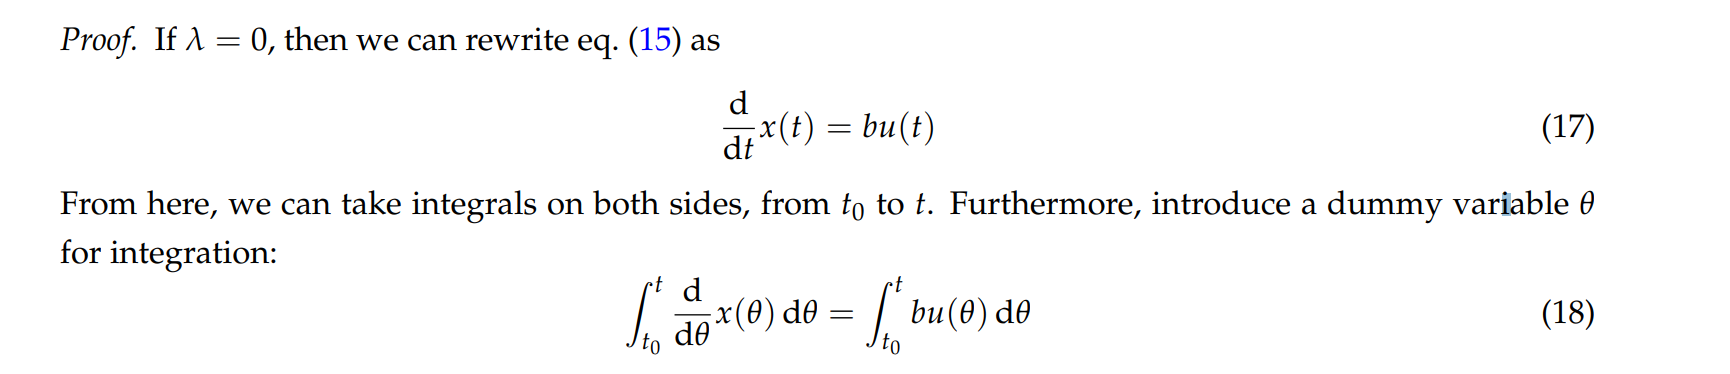 Proof. If λ = 0, then we can rewrite eq. (15) as
d/dt x(t) = bu(t) (17)
From here, we can take integrals on both sides, from t₀ to t. Furthermore, introduce a dummy variable θ
for integration:
∫_{t₀}^{t} d/dθ x(θ) dθ = ∫_{t₀}^{t} bu(θ) dθ (18)